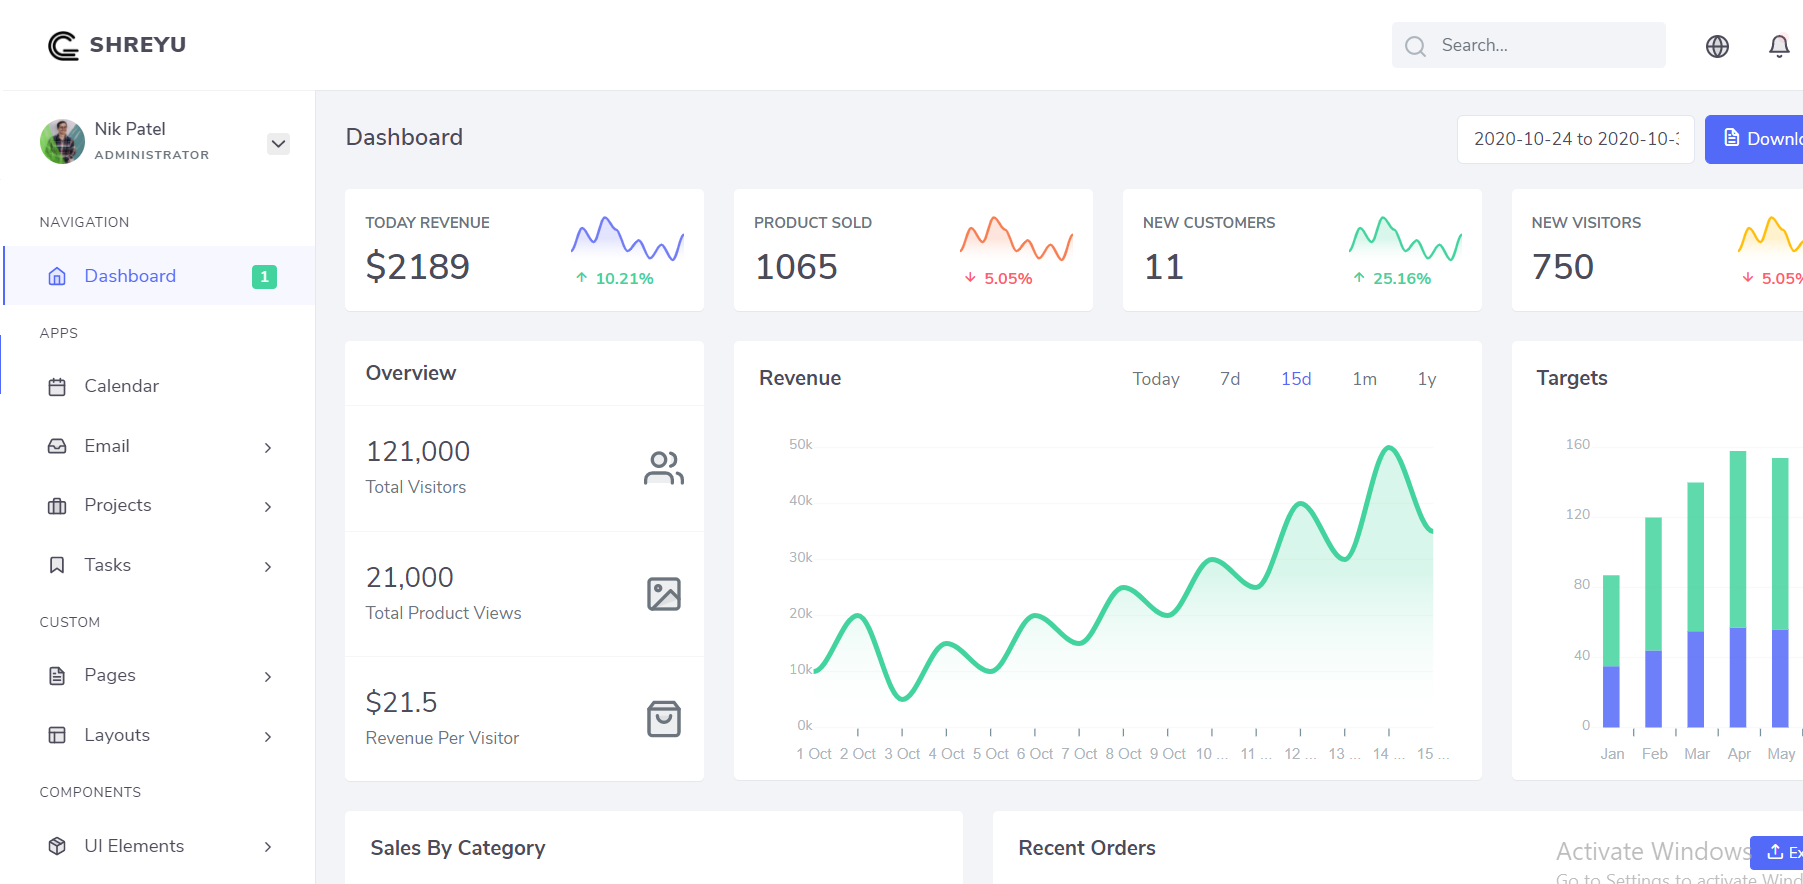 SHREYU
Search...
Nik Patel
ADMINISTRATOR
NAVIGATION
Dashboard
1
APPS
Calendar
Email
Projects
Tasks
CUSTOM
Pages
Layouts
COMPONENTS
UI Elements
Dashboard
2020-10-24 to 2020-10-
Downlo
TODAY REVENUE
$2189
10.21%
PRODUCT SOLD
1065
5.05%
NEW CUSTOMERS
11
25.16%
NEW VISITORS
750
5.05%
Overview
121,000
Total Visitors
21,000
Total Product Views
$21.5
Revenue Per Visitor
Revenue
Today 7d 15d 1m 1y
50k
40k
30k
20k
10k
0k
1 Oct 2 Oct 3 Oct 4 Oct 5 Oct 6 Oct 7 Oct 8 Oct 9 Oct 10 ... 11 ... 12 ... 13 ... 14 ... 15 ...
Targets
160
120
80
40
0
Jan Feb Mar Apr May
Sales By Category
Recent Orders
Ex
Activate Windows
Go to Settings to activate Wind